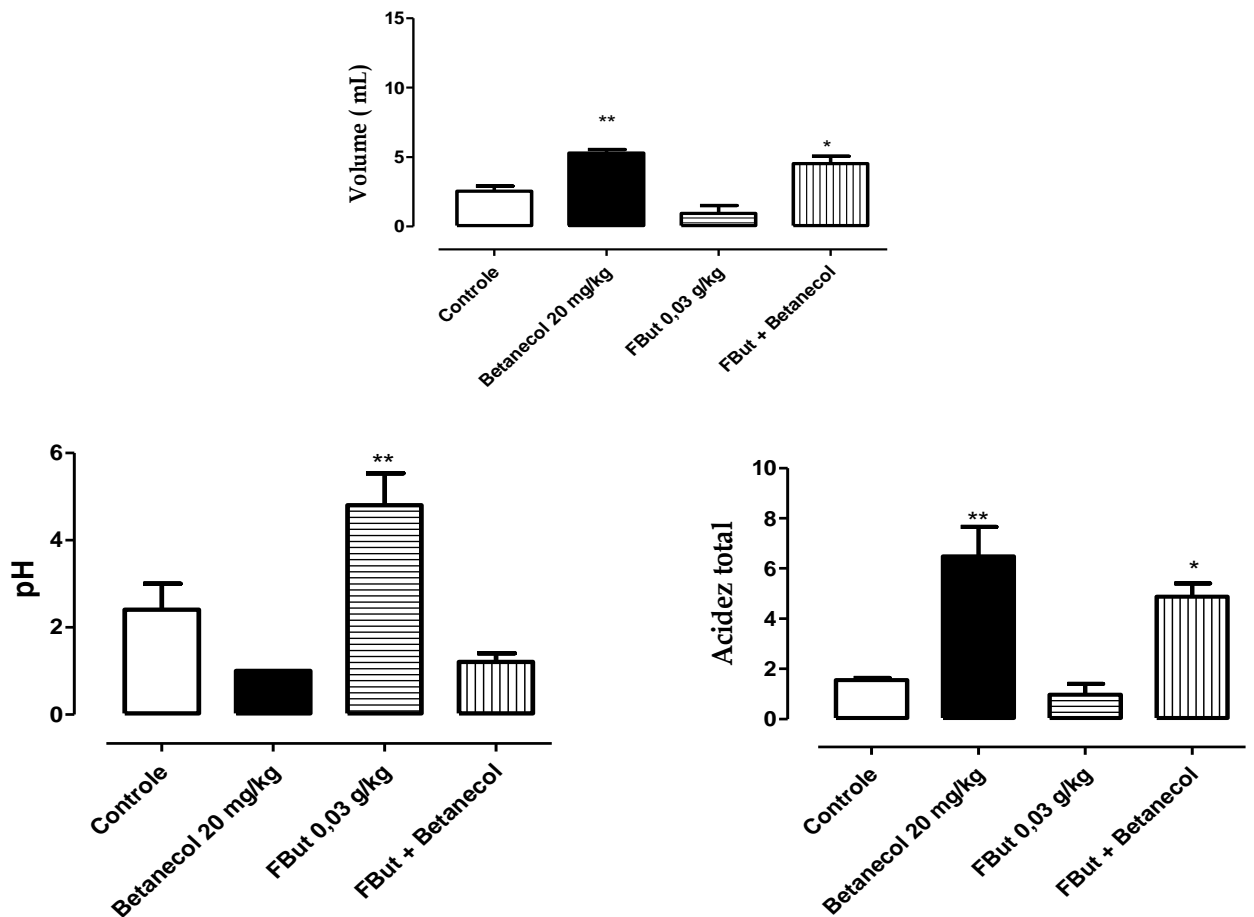 15
10
5
0
Volume ( mL)
**
*
Controle
Betanecol 20 mg/kg
FBut 0,03 g/kg
FBut + Betanecol
6
4
2
0
pH
**
Controle
Betanecol 20 mg/kg
FBut 0,03 g/kg
FBut + Betanecol
10
8
6
4
2
0
Acidez total
**
*
Controle
Betanecol 20 mg/kg
FBut 0,03 g/kg
FBut + Betanecol